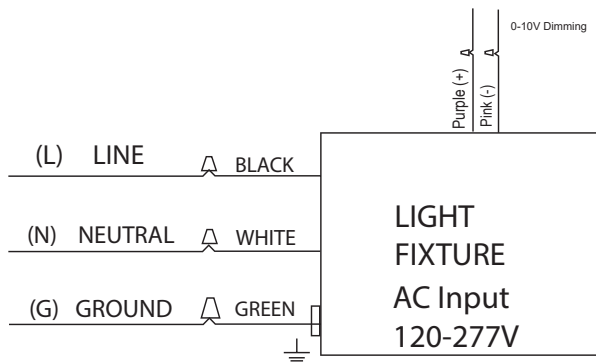 0-10V Dimming
Purple (+)
Pink (-)
(L) LINE
BLACK
(N) NEUTRAL
WHITE
(G) GROUND
GREEN
LIGHT
FIXTURE
AC Input
120-277V